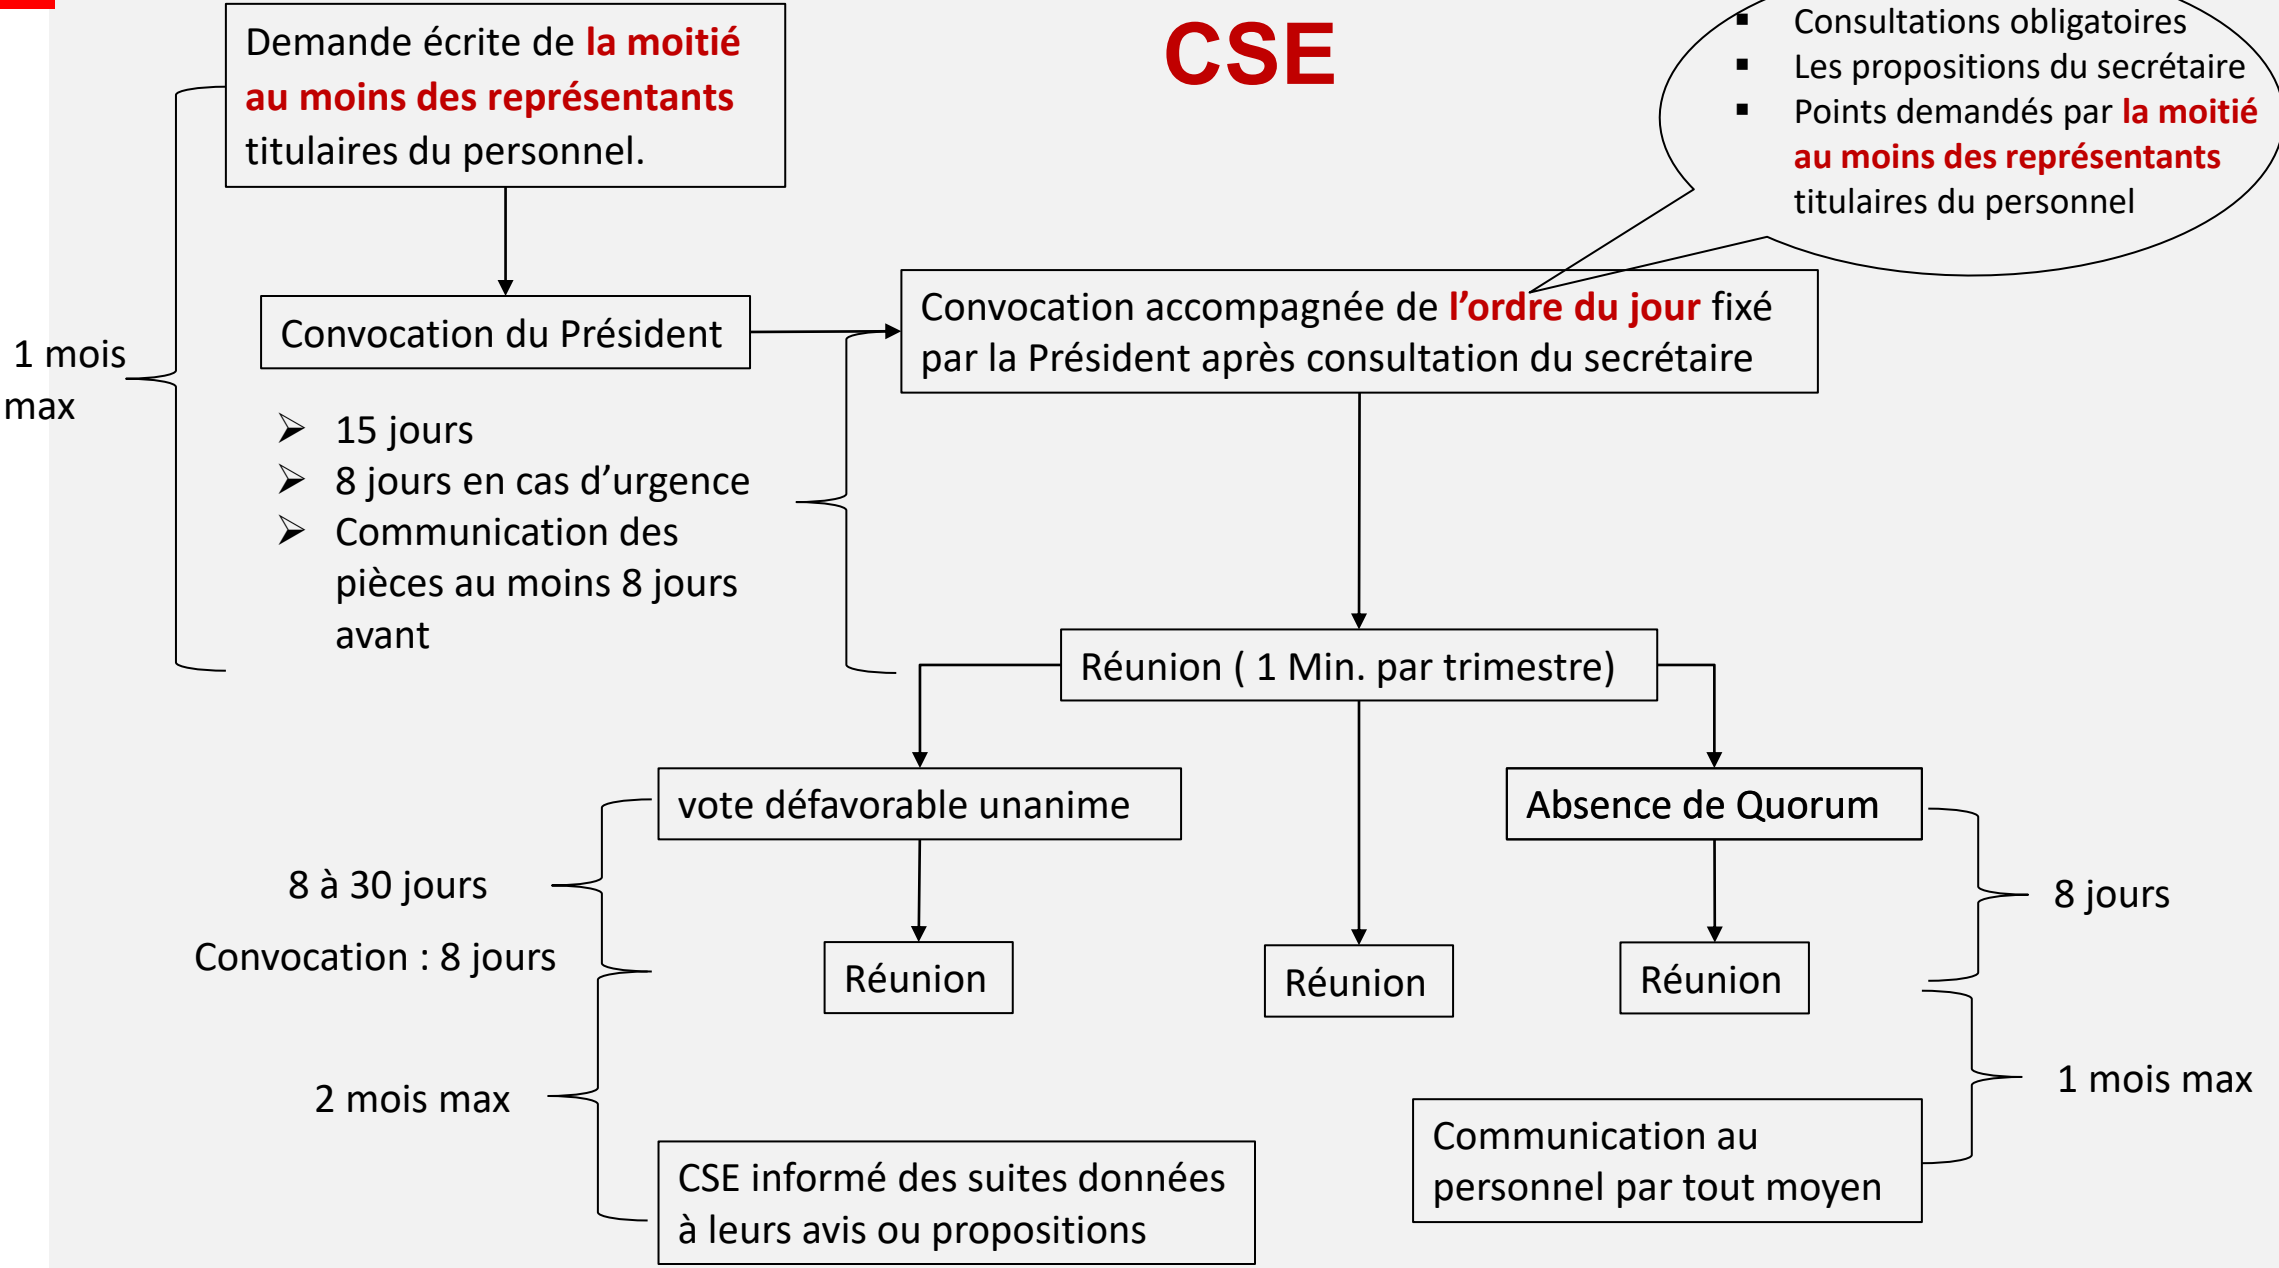 CSE
Demande écrite de la moitié
au moins des représentants
titulaires du personnel.
▪ Consultations obligatoires
▪ Les propositions du secrétaire
▪ Points demandés par la moitié
au moins des représentants
titulaires du personnel
1 mois
max
Convocation du Président
Convocation accompagnée de l’ordre du jour fixé
par la Président après consultation du secrétaire
➢ 15 jours
➢ 8 jours en cas d’urgence
➢ Communication des
pièces au moins 8 jours
avant
Réunion ( 1 Min. par trimestre)
vote défavorable unanime
Absence de Quorum
8 à 30 jours
Convocation : 8 jours
8 jours
Réunion
Réunion
Réunion
2 mois max
1 mois max
CSE informé des suites données
à leurs avis ou propositions
Communication au
personnel par tout moyen